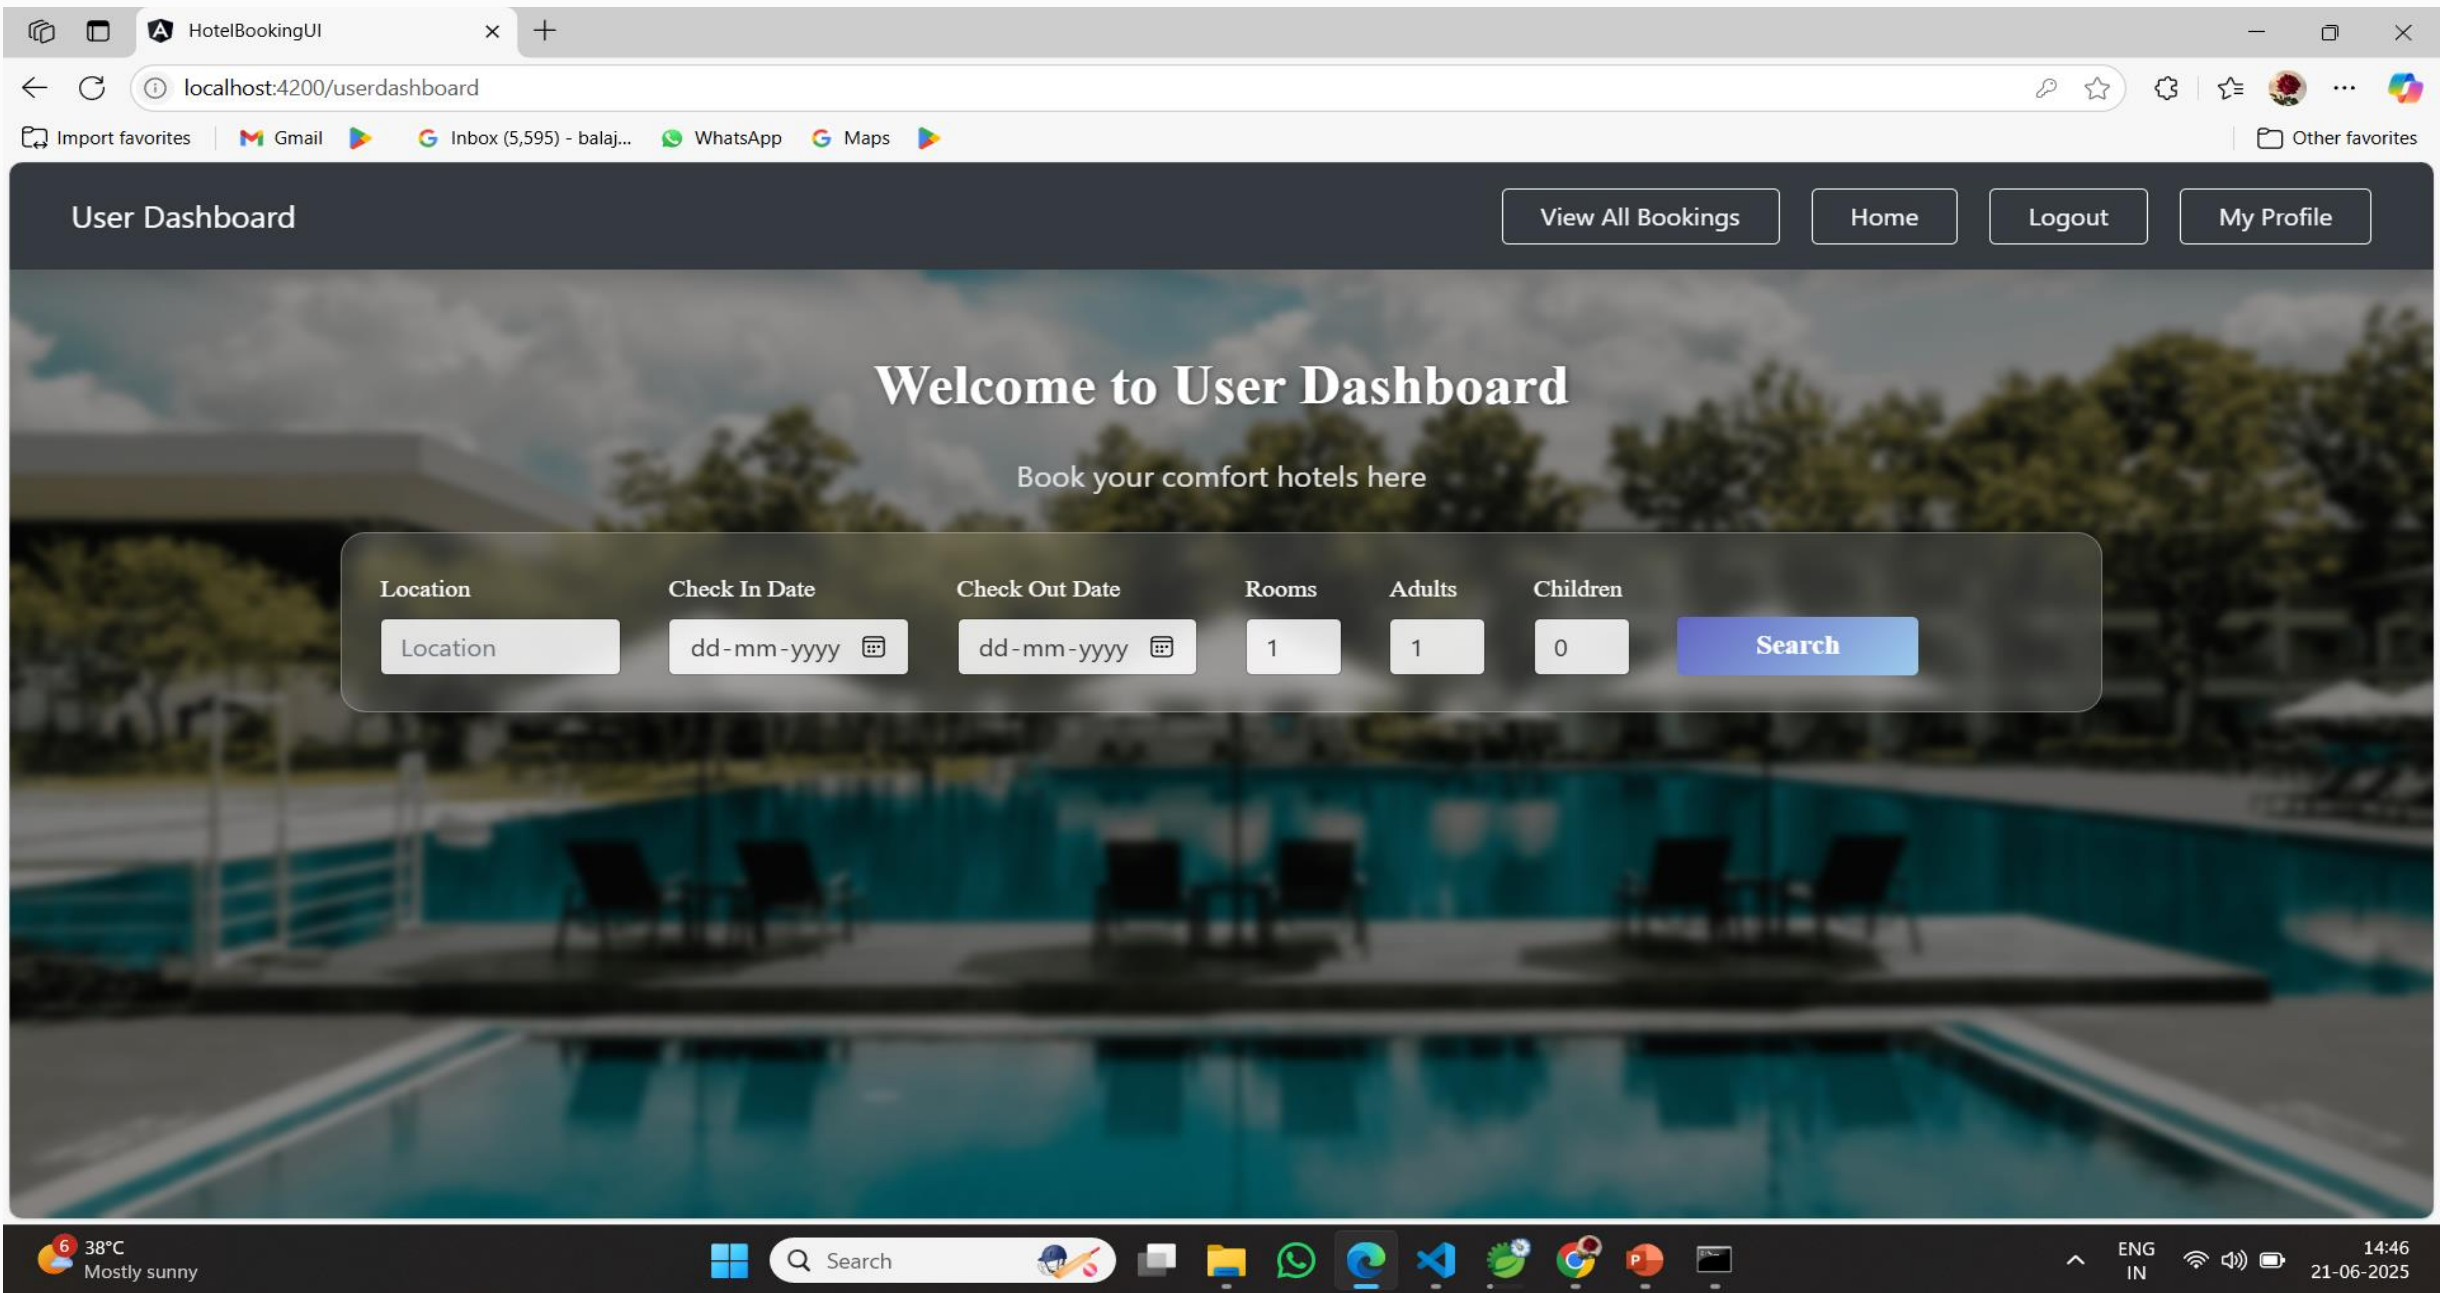 HotelBookingUI
localhost:4200/userdashboard
Import favorites Gmail Inbox (5,595) - balaj... WhatsApp Maps Other favorites
User Dashboard View All Bookings Home Logout My Profile
Welcome to User Dashboard
Book your comfort hotels here
Location Check In Date Check Out Date Rooms Adults Children
Location dd-mm-yyyy dd-mm-yyyy 1 1 0 Search
6 38°C Search ENG 14:46
Mostly sunny IN 21-06-2025